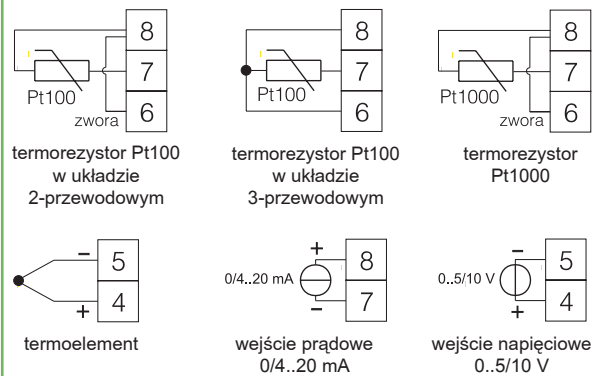 8
7
6
Pt100
zwora
termorezystor Pt100
w układzie
2-przewodowym
8
7
6
Pt100
termorezystor Pt100
w układzie
3-przewodowym
8
7
6
Pt1000
zwora
termorezystor
Pt1000
-
5
4
+
termoelement
+
8
0/4..20 mA
7
-
wejście prądowe
0/4..20 mA
-
5
0..5/10 V
4
+
wejście napięciowe
0..5/10 V